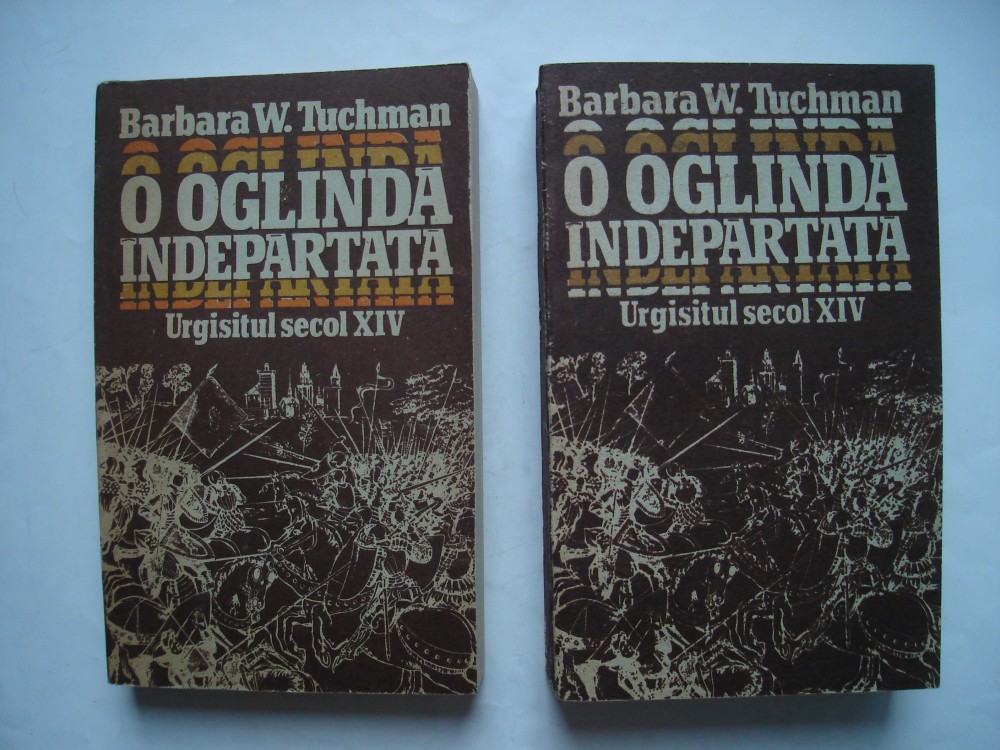 Barbara W. Tuchman
O OGLINDĂ
ÎNDEPĂRTATĂ
Urgisitul secol XIV
Barbara W. Tuchman
O OGLINDĂ
ÎNDEPĂRTATĂ
Urgisitul secol XIV